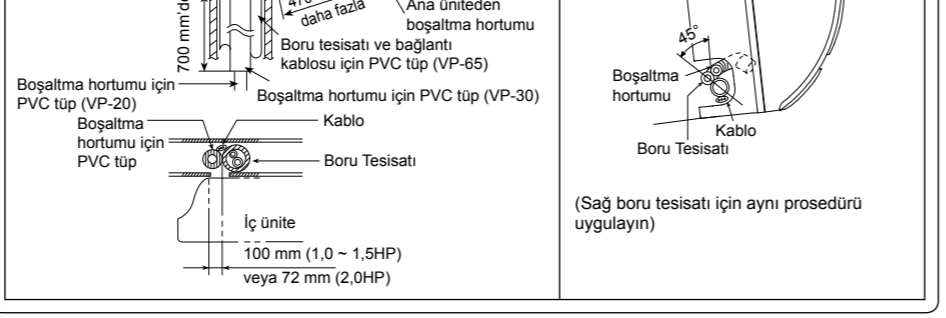 700 mm'de
daha fazla
Ana üniteden
boşaltma hortumu
Boru tesisatı ve bağlantı
kablosu için PVC tüp (VP-65)
Boşaltma hortumu için
PVC tüp (VP-20)
Boşaltma hortumu için PVC tüp (VP-30)
Boşaltma
hortumu için
PVC tüp
Kablo
Boru Tesisatı
İç ünite
100 mm (1,0 ~ 1,5HP)
veya 72 mm (2,0HP)
45°
Boşaltma
hortumu
Kablo
Boru Tesisatı
(Sağ boru tesisatı için aynı prosedürü
uygulayın)